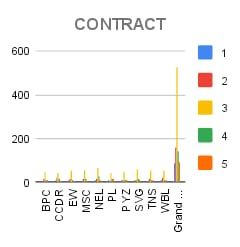 CONTRACT
600
400
200
0
BPC
CCDR
EW
MSC
NEL
PL
PYZ
SVG
TNS
WBL
Grand ...
1
2
3
4
5